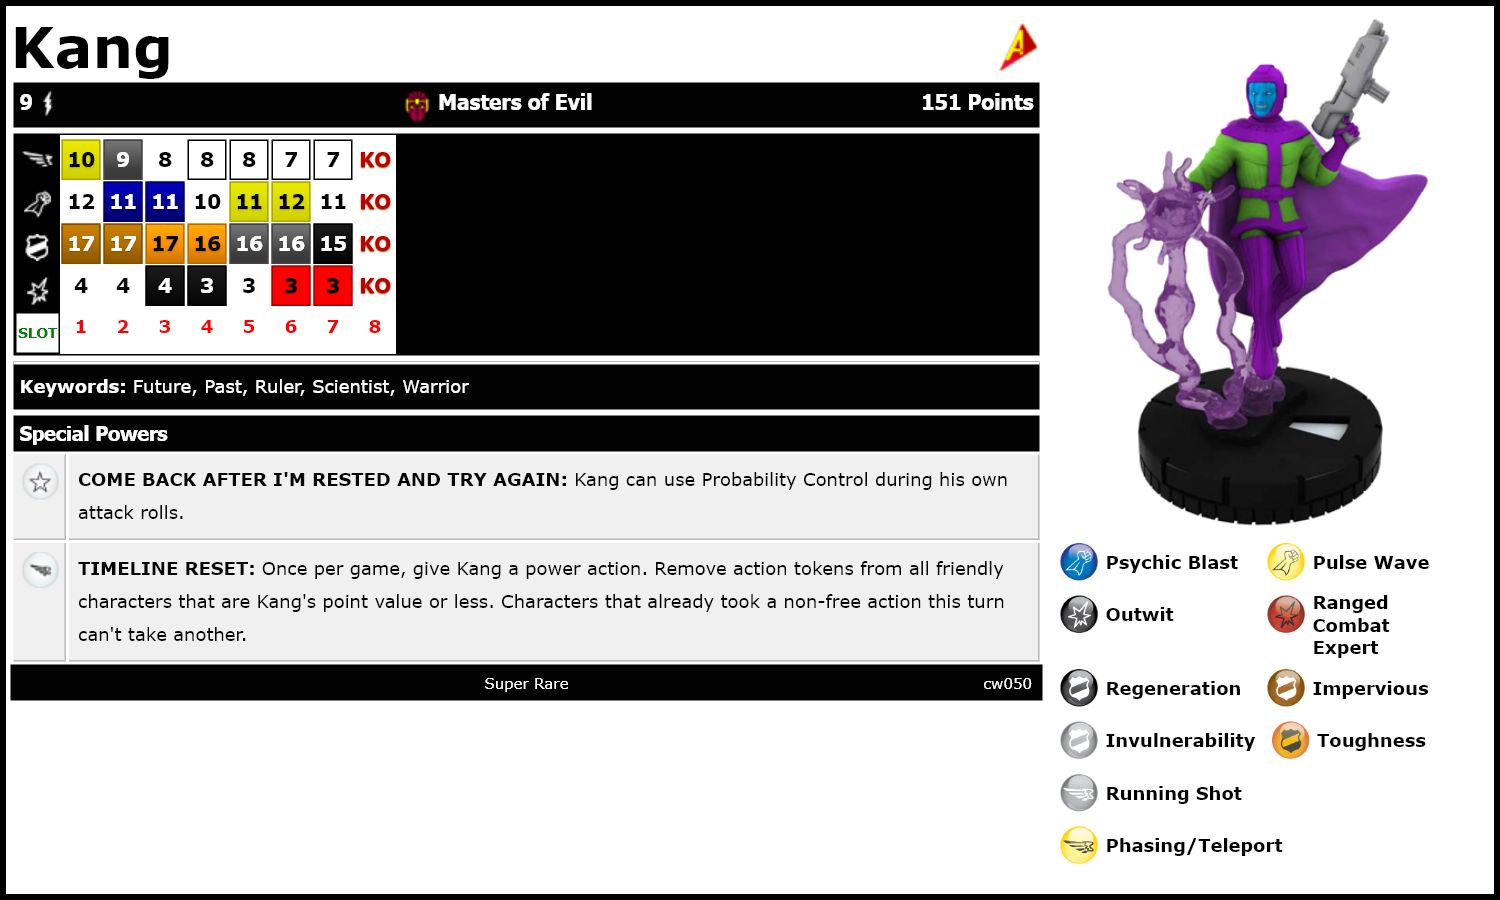 Kang
A
9 Masters of Evil 151 Points
10 9 8 8 8 7 7 KO
12 11 11 10 11 12 11 KO
17 17 17 16 16 16 15 KO
4 4 4 3 3 3 3 KO
SLOT 1 2 3 4 5 6 7 8
Keywords: Future, Past, Ruler, Scientist, Warrior
Special Powers
COME BACK AFTER I'M RESTED AND TRY AGAIN: Kang can use Probability Control during his own
attack rolls.
TIMELINE RESET: Once per game, give Kang a power action. Remove action tokens from all friendly
characters that are Kang's point value or less. Characters that already took a non-free action this turn
can't take another.
Super Rare cw050
Psychic Blast Pulse Wave
Outwit Ranged
Combat
Expert
Regeneration Impervious
Invulnerability Toughness
Running Shot
Phasing/Teleport